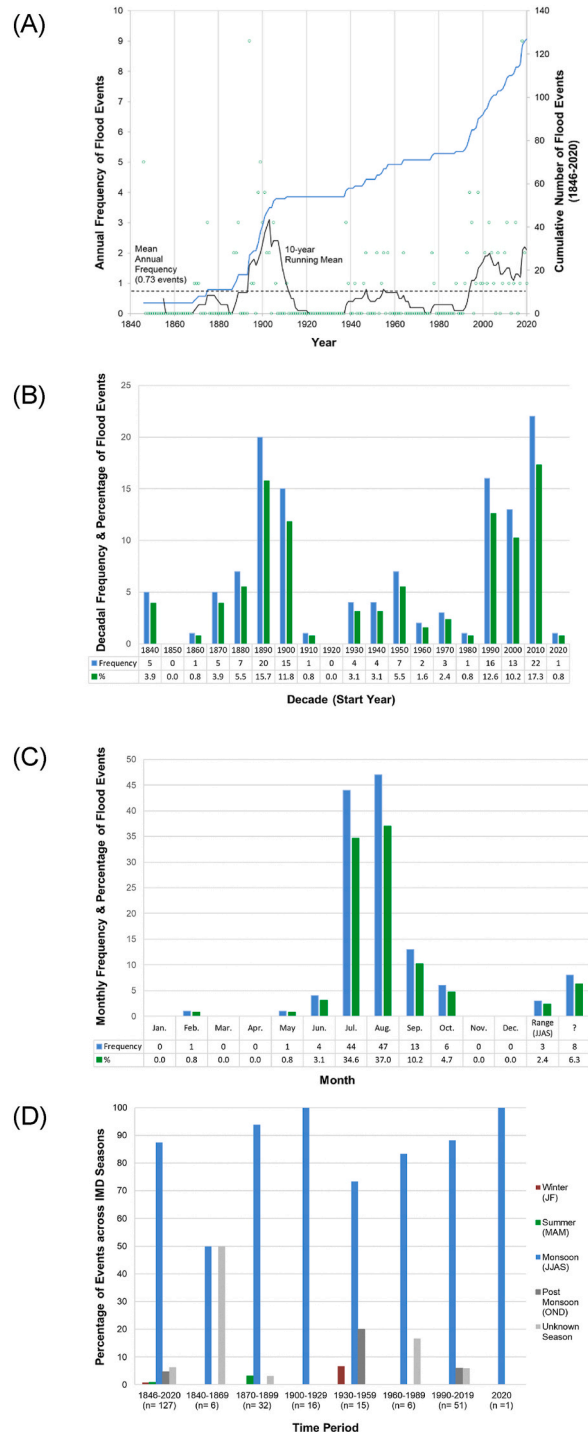 (A)
Annual Frequency of Flood Events
Cumulative Number of Flood Events
(1846-2020)
10
9
8
7
6
5
4
3
2
1
0
140
120
100
80
60
40
20
0
Mean
Annual
Frequency
(0.73 events)
10-year
Running Mean
1840 1860 1880 1900 1920 1940 1960 1980 2000 2020
Year
(B)
Decadal Frequency & Percentage of Flood Events
25
20
15
10
5
0
1840 1850 1860 1870 1880 1890 1900 1910 1920 1930 1940 1950 1960 1970 1980 1990 2000 2010 2020
Frequency 5 0 1 5 7 20 15 1 0 4 4 7 2 3 1 16 13 22 1
% 3.9 0.0 0.8 3.9 5.5 15.7 11.8 0.8 0.0 3.1 3.1 5.5 1.6 2.4 0.8 12.6 10.2 17.3 0.8
Decade (Start Year)
(C)
Monthly Frequency & Percentage of Flood Events
50
45
40
35
30
25
20
15
10
5
0
Jan. Feb. Mar. Apr. May Jun. Jul. Aug. Sep. Oct. Nov. Dec. Range (JJAS) ?
Frequency 0 1 0 0 1 4 44 47 13 6 0 0 3 8
% 0.0 0.8 0.0 0.0 0.8 3.1 34.6 37.0 10.2 4.7 0.0 0.0 2.4 6.3
Month
(D)
Percentage of Events across IMD Seasons
100
90
80
70
60
50
40
30
20
10
0
Winter
(JF)
Summer
(MAM)
Monsoon
(JJAS)
Post
Monsoon
(OND)
Unknown
Season
1846-2020 1840-1869 1870-1899 1900-1929 1930-1959 1960-1989 1990-2019 2020
(n= 127) (n= 6) (n= 32) (n= 16) (n= 15) (n= 6) (n= 51) (n =1)
Time Period